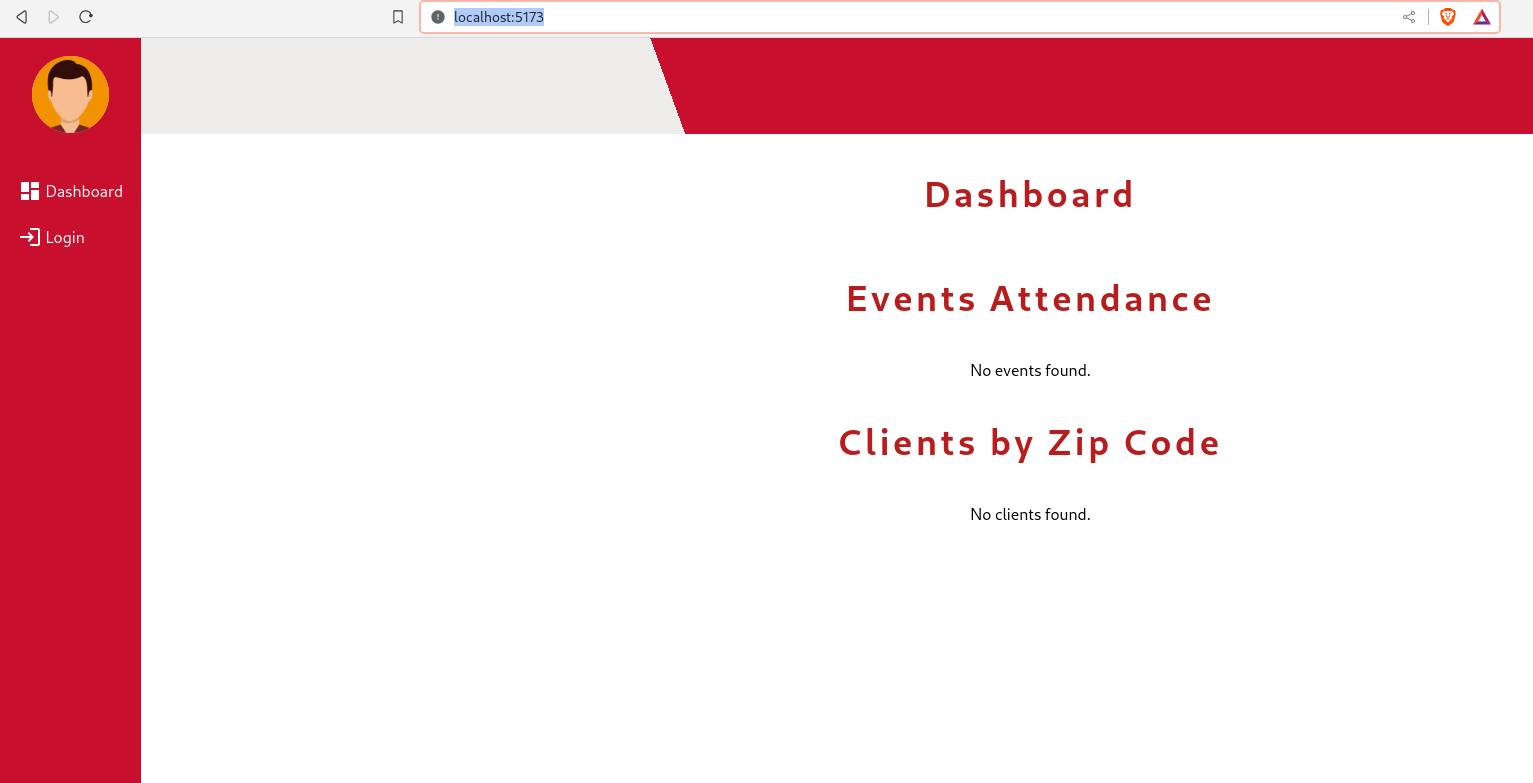 localhost:5173
Dashboard
Login
Dashboard
Events Attendance
No events found.
Clients by Zip Code
No clients found.